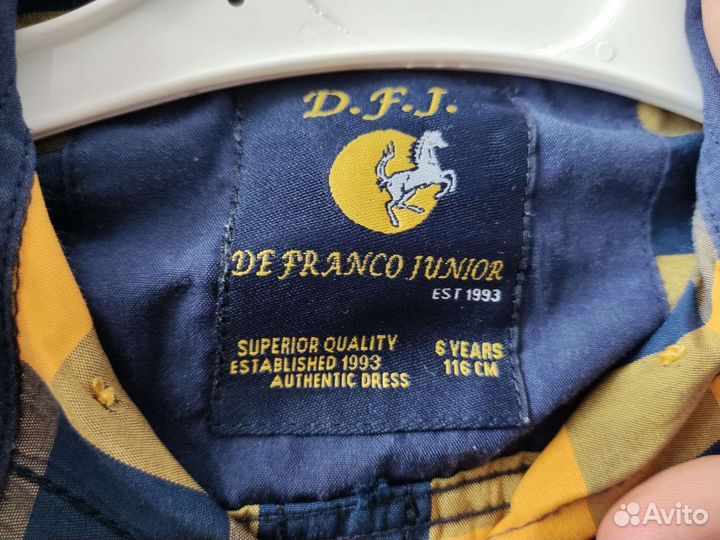 D.F.J.
DE FRANCO JUNIOR
EST 1993
SUPERIOR QUALITY 6 YEARS
ESTABLISHED 1993 116 CM
AUTHENTIC DRESS
Avito